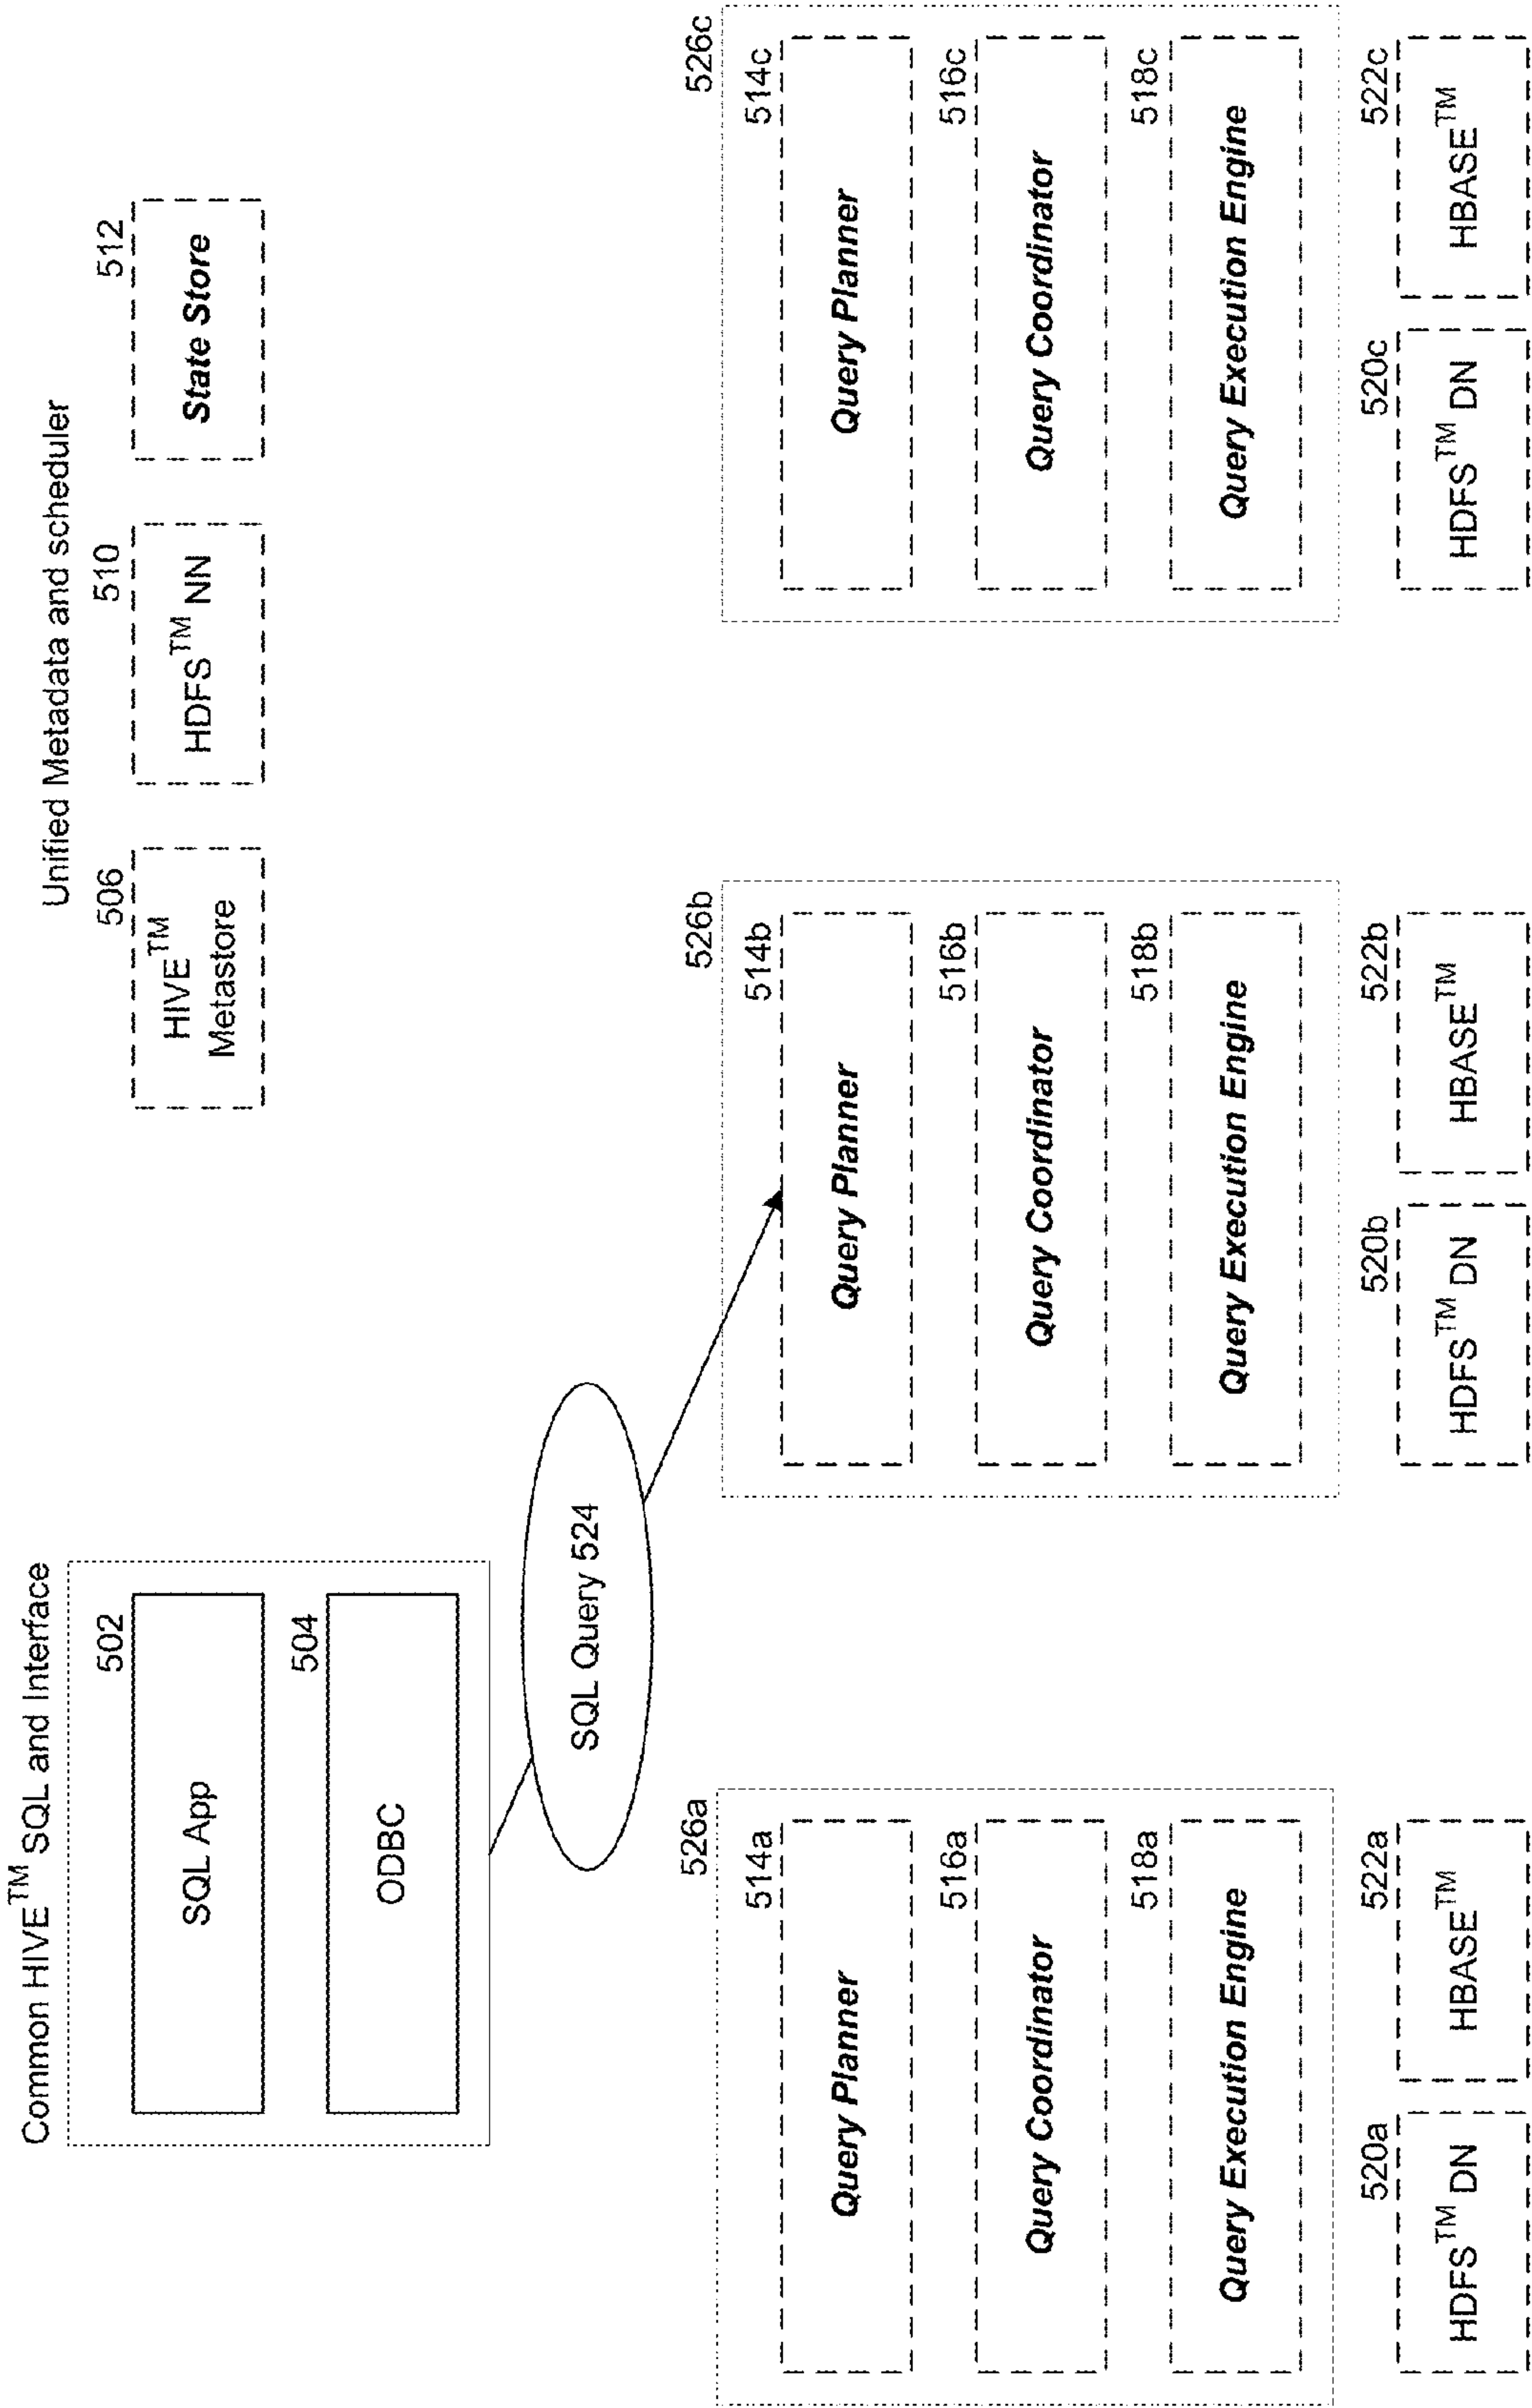 Common HIVE™ SQL and Interface
502
SQL App
504
ODBC
SQL Query 524
Unified Metadata and scheduler
506
HIVE™
Metastore
510
HDFS™ NN
512
State Store
526a
514a
Query Planner
516a
Query Coordinator
518a
Query Execution Engine
520a
HDFS™ DN
522a
HBASE™
526b
514b
Query Planner
516b
Query Coordinator
518b
Query Execution Engine
520b
HDFS™ DN
522b
HBASE™
526c
514c
Query Planner
516c
Query Coordinator
518c
Query Execution Engine
520c
HDFS™ DN
522c
HBASE™